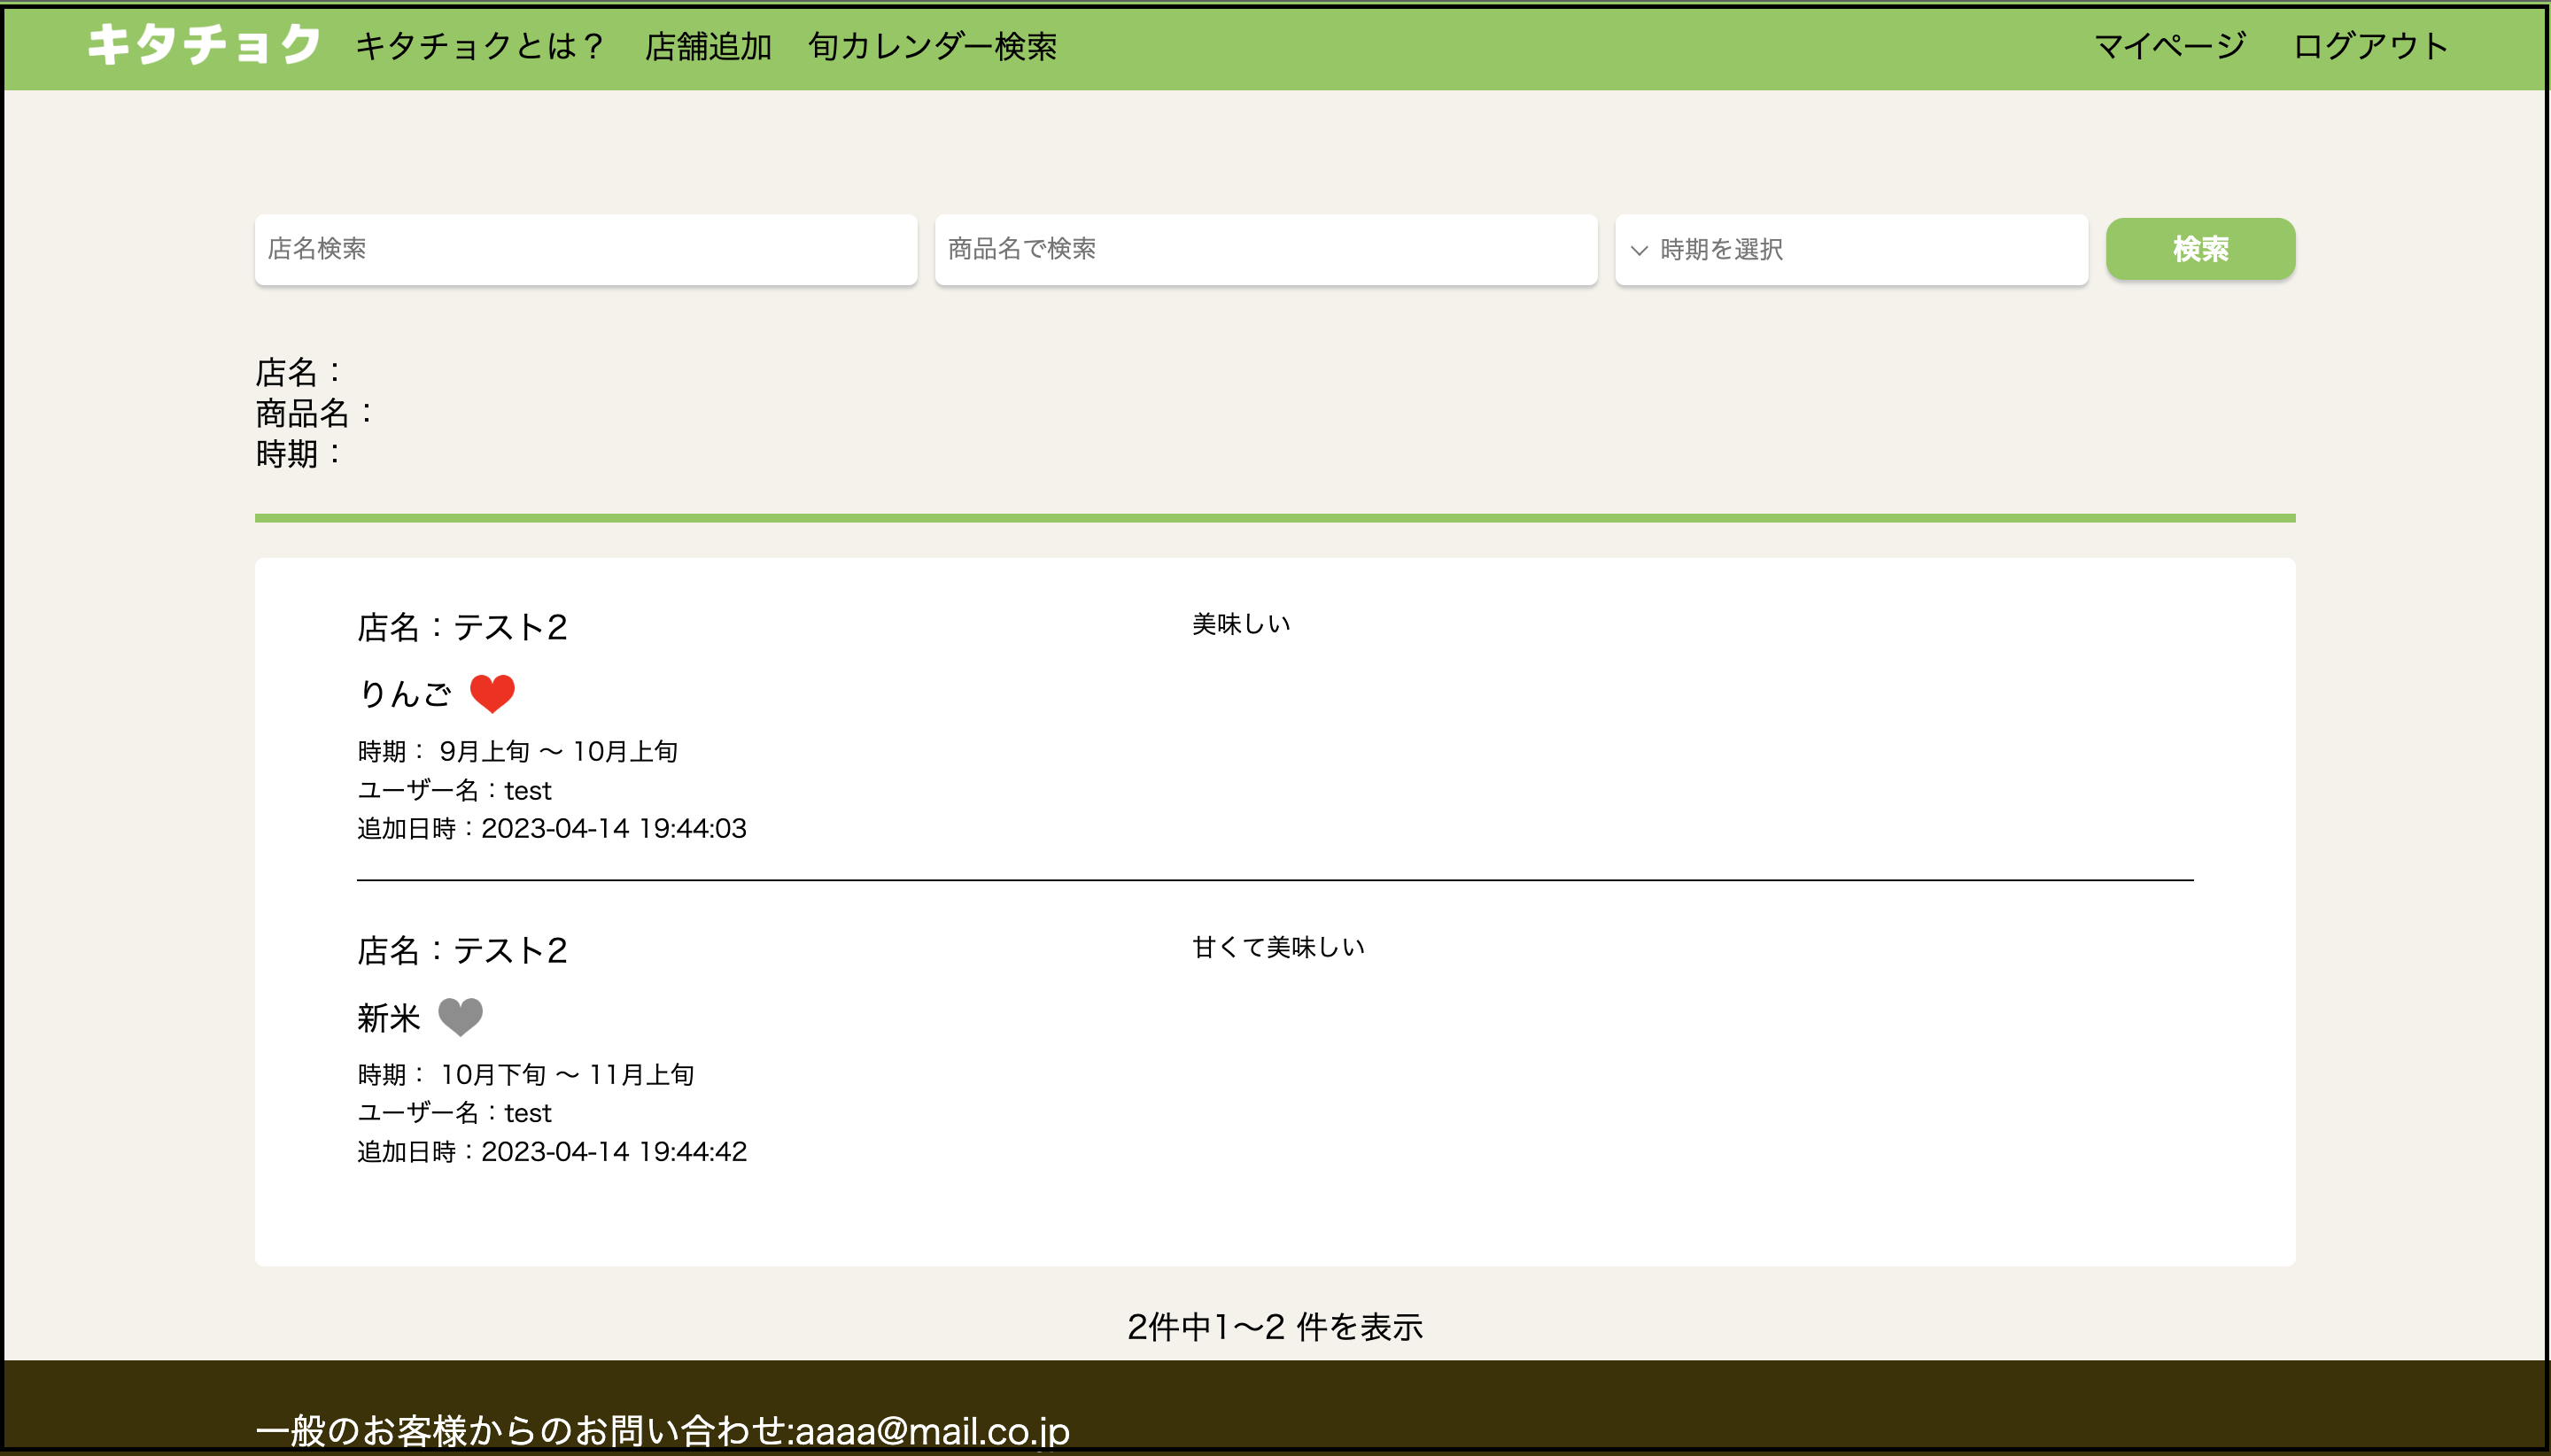 キタチョク キタチョクとは？ 店舗追加 旬カレンダー検索 マイページ ログアウト
店名検索 商品名で検索 時期を選択 検索
店名：
商品名：
時期：
店名：テスト2 美味しい
りんご
時期： 9月上旬 〜 10月上旬
ユーザー名：test
追加日時：2023-04-14 19:44:03
店名：テスト2 甘くて美味しい
新米
時期： 10月下旬 〜 11月上旬
ユーザー名：test
追加日時：2023-04-14 19:44:42
2件中1〜2 件を表示
一般のお客様からのお問い合わせ:aaaa@mail.co.jp